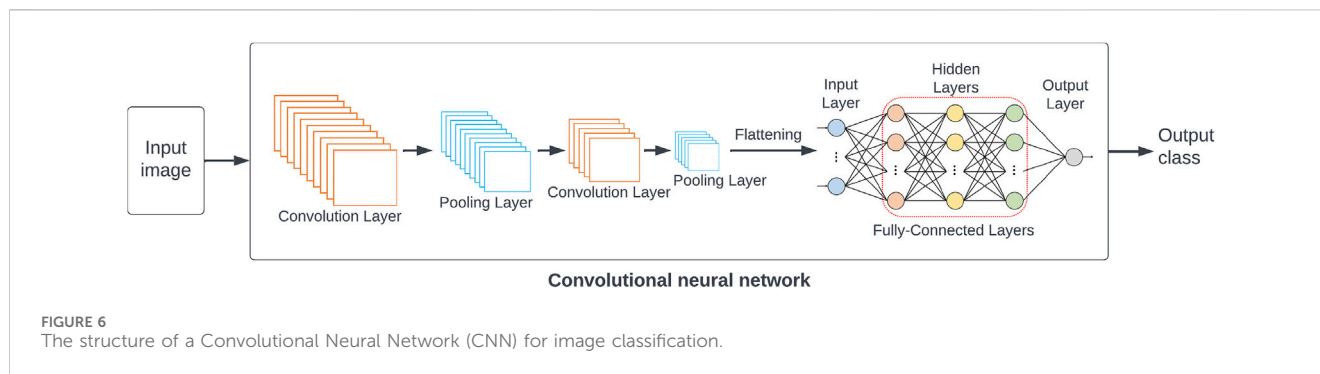 Input
image
Convolution Layer
Pooling Layer
Convolution Layer
Pooling Layer
Flattening
Input
Layer
Hidden
Layers
Output
Layer
Fully-Connected Layers
Output
class
Convolutional neural network
FIGURE 6
The structure of a Convolutional Neural Network (CNN) for image classification.